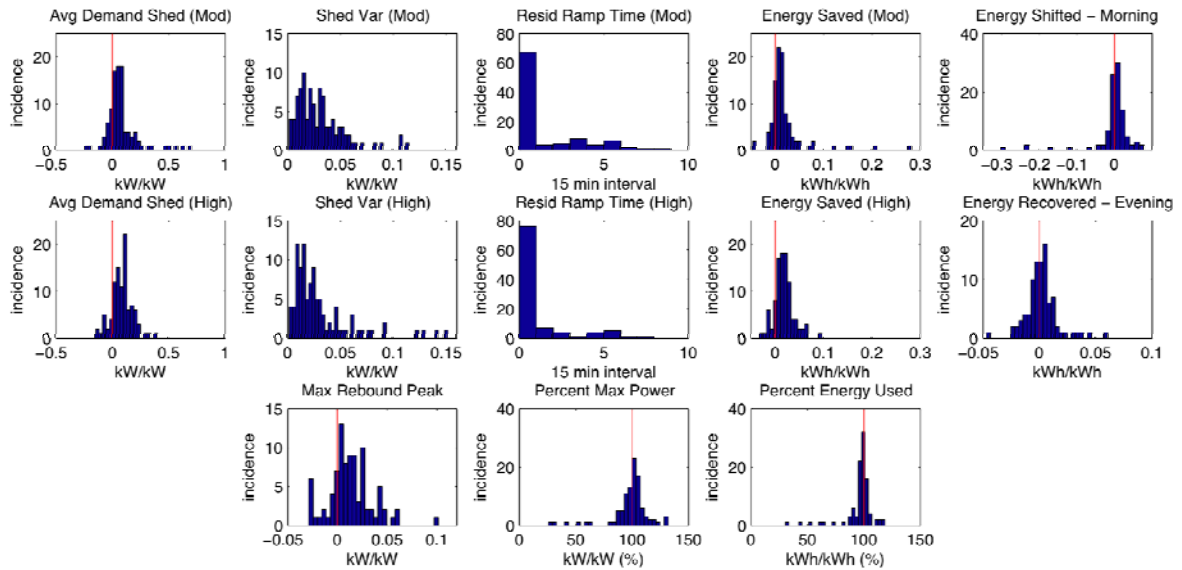 Avg Demand Shed (Mod)
Shed Var (Mod)
Resid Ramp Time (Mod)
Energy Saved (Mod)
Energy Shifted − Morning
incidence
20
10
0
−0.5
0
0.5
1
kW/kW
incidence
15
10
5
0
0
0.05
0.1
0.15
kW/kW
incidence
80
60
40
20
0
0
5
10
15 min interval
incidence
20
10
0
0
0.1
0.2
0.3
kWh/kWh
incidence
40
20
0
−0.3
−0.2
−0.1
0
0.1
kWh/kWh
Avg Demand Shed (High)
Shed Var (High)
Resid Ramp Time (High)
Energy Saved (High)
Energy Recovered − Evening
incidence
20
10
0
−0.5
0
0.5
1
kW/kW
incidence
15
10
5
0
0
0.05
0.1
0.15
kW/kW
incidence
80
60
40
20
0
0
5
10
15 min interval
incidence
20
10
0
0
0.1
0.2
0.3
kWh/kWh
incidence
20
10
0
−0.05
0
0.05
0.1
kWh/kWh
Max Rebound Peak
Percent Max Power
Percent Energy Used
incidence
15
10
5
0
−0.05
0
0.05
0.1
kW/kW
incidence
40
20
0
0
50
100
150
kW/kW (%)
incidence
40
20
0
0
50
100
150
kWh/kWh (%)